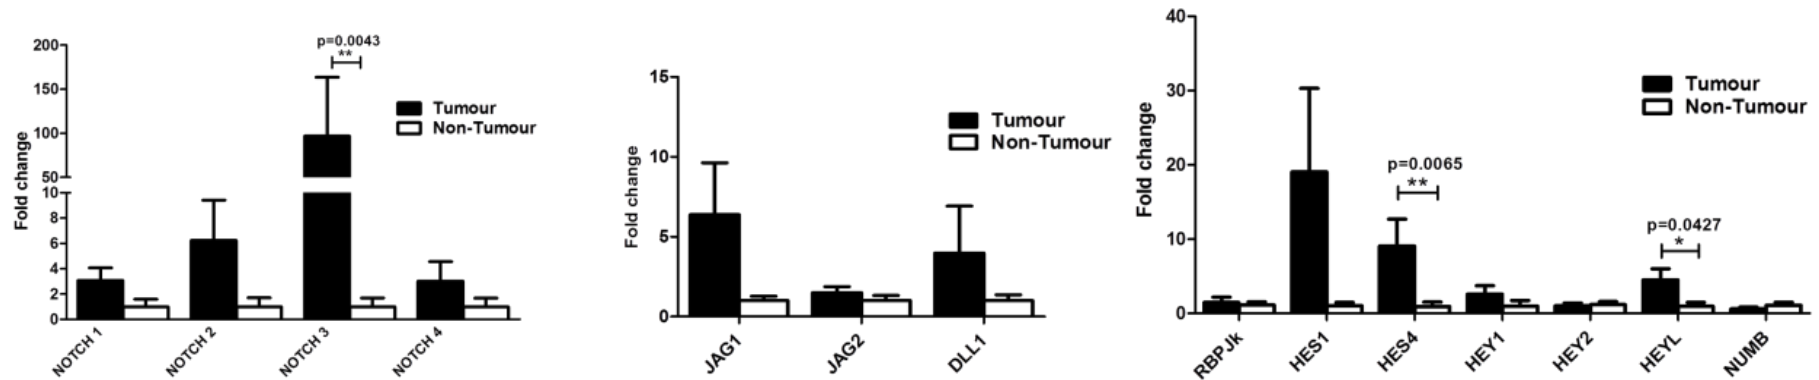 p=0.0043
**
200
150
100
50
10
8
6
4
2
0
Fold change
Tumour
Non-Tumour
NOTCH 1
NOTCH 2
NOTCH 3
NOTCH 4
15
10
5
0
Fold change
Tumour
Non-Tumour
JAG1
JAG2
DLL1
40
30
20
10
0
Fold change
Tumour
Non-Tumour
p=0.0065
**
p=0.0427
*
RBPJk
HES1
HES4
HEY1
HEY2
HEYL
NUMB